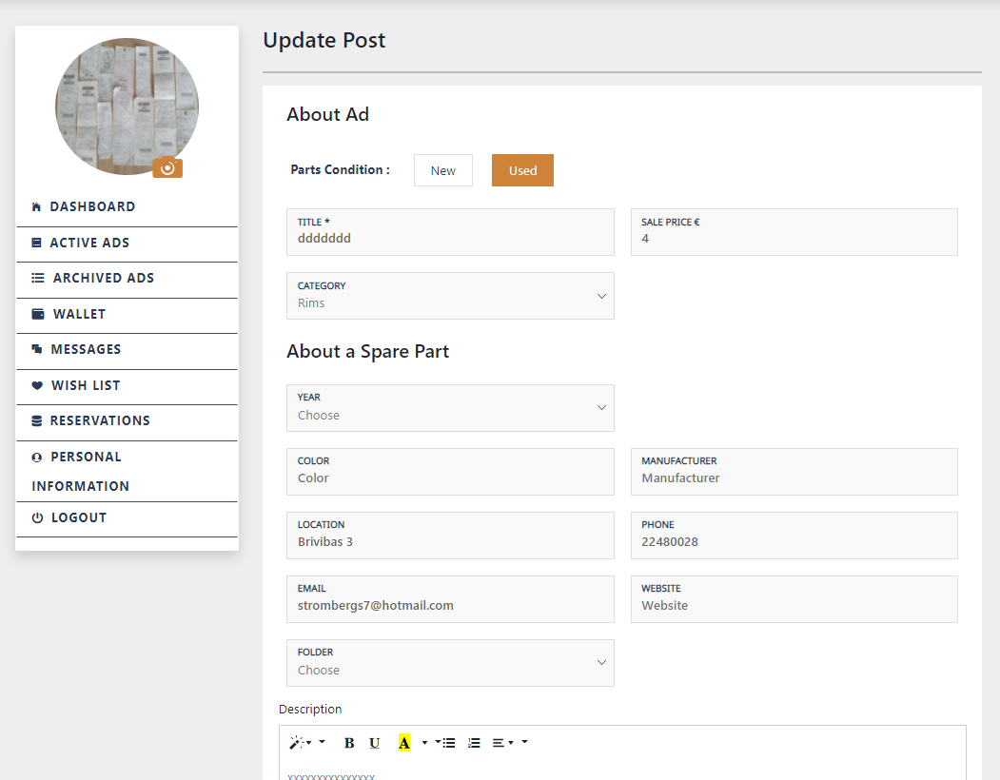 Update Post
DASHBOARD
ACTIVE ADS
ARCHIVED ADS
WALLET
MESSAGES
WISH LIST
RESERVATIONS
PERSONAL
INFORMATION
LOGOUT
About Ad
Parts Condition :
New
Used
TITLE *
ddddddd
SALE PRICE €
4
CATEGORY
Rims
About a Spare Part
YEAR
Choose
COLOR
Color
MANUFACTURER
Manufacturer
LOCATION
Brivibas 3
PHONE
22480028
EMAIL
strombergs7@hotmail.com
WEBSITE
Website
FOLDER
Choose
Description
B U A
xxxxxxxxxxxxxxx